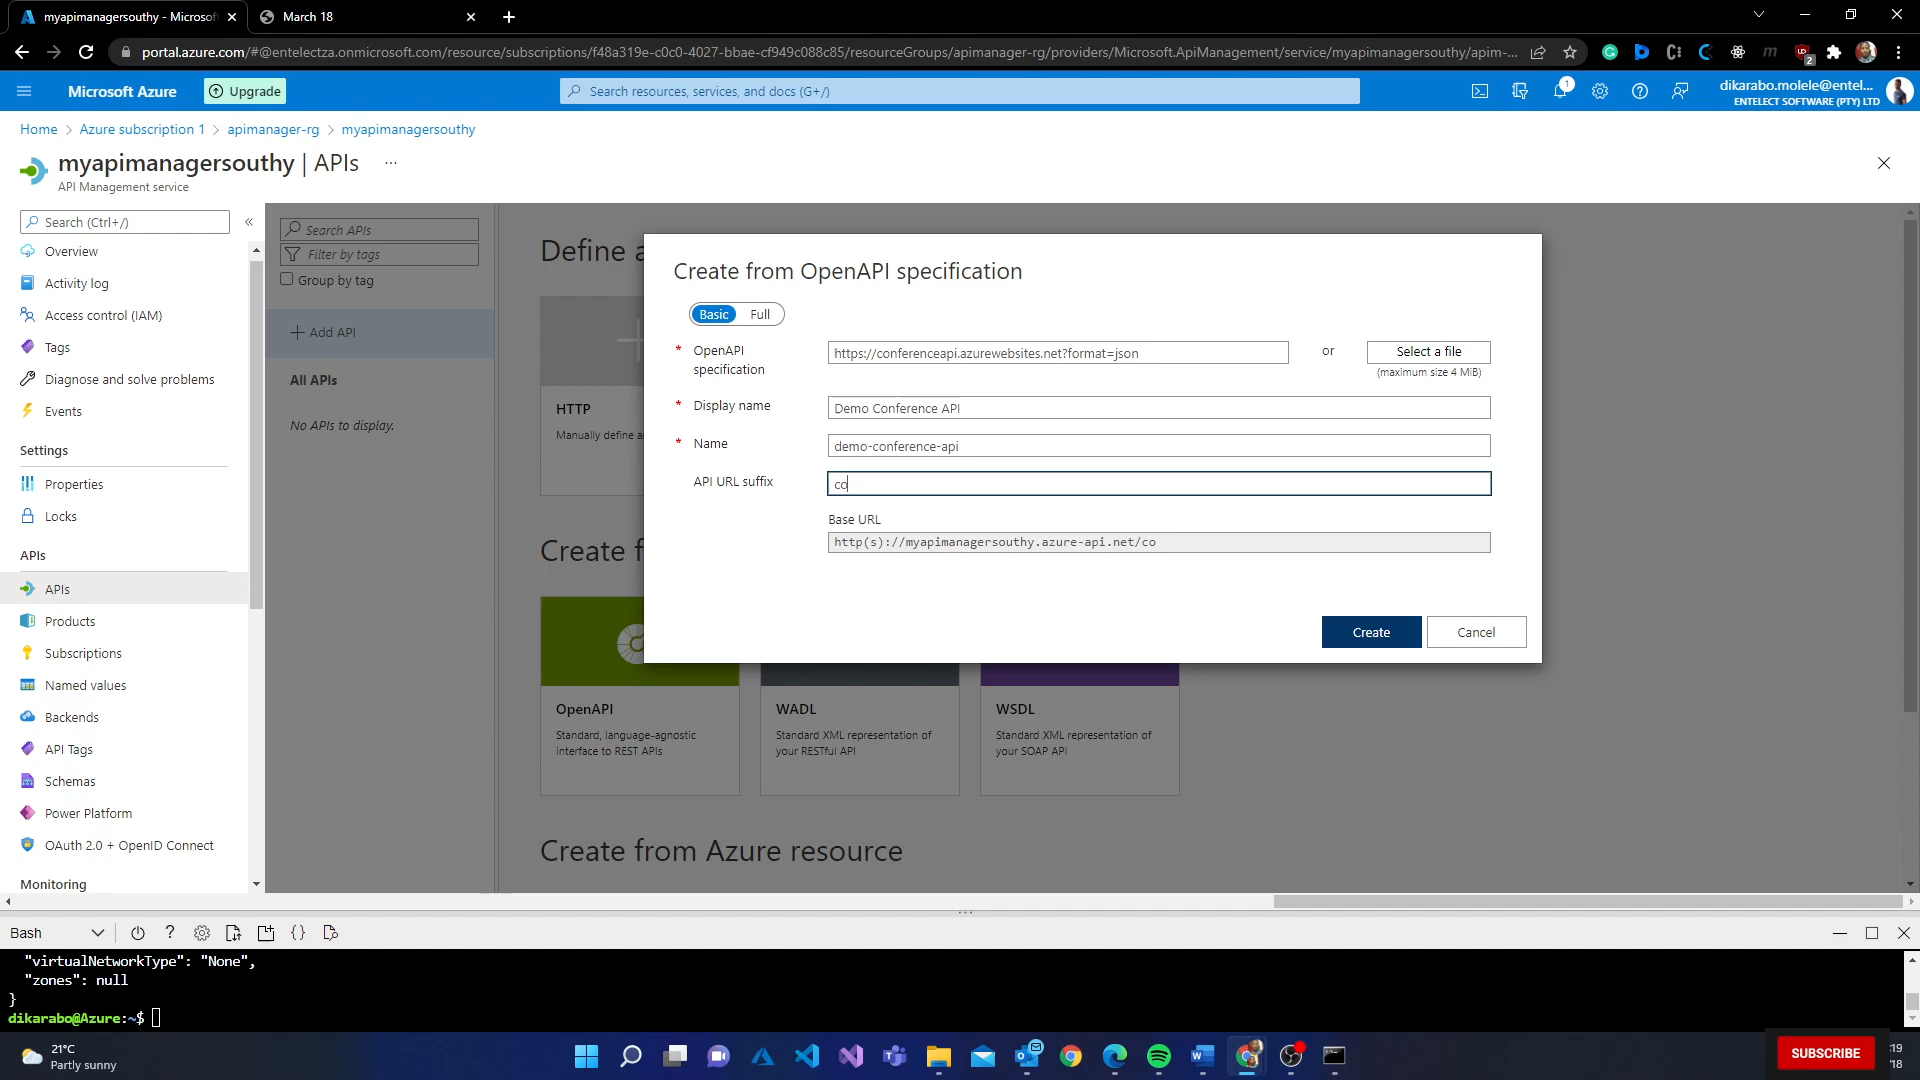 myapimanagersouthy - Microsof
March 18
portal.azure.com/#@entelectza.onmicrosoft.com/resource/subscriptions/f48a319e-c0c0-4027-bbae-cf949c088c85/resourceGroups/apimanager-rg/providers/Microsoft.ApiManagement/service/myapimanagersouthy/apim-...
2
Microsoft Azure
Upgrade
Search resources, services, and docs (G+/)
1
dikarabo.molele@entel...
ENTELECT SOFTWARE (PTY) LTD
Home > Azure subscription 1 > apimanager-rg > myapimanagersouthy
myapimanagersouthy | APIs ...
API Management service
Search (Ctrl+/)
Overview
Activity log
Access control (IAM)
Tags
Diagnose and solve problems
Events
Settings
Properties
Locks
APIs
APIs
Products
Subscriptions
Named values
Backends
API Tags
Schemas
Power Platform
OAuth 2.0 + OpenID Connect
Monitoring
Search APIs
Filter by tags
Group by tag
+ Add API
All APIs
No APIs to display.
Define a
HTTP
Manually define a
Create f
OpenAPI
Standard, language-agnostic
interface to REST APIs
WADL
Standard XML representation of
your RESTful API
WSDL
Standard XML representation of
your SOAP API
Create from Azure resource
Create from OpenAPI specification
Basic Full
* OpenAPI
specification
https://conferenceapi.azurewebsites.net?format=json
or
Select a file
(maximum size 4 MiB)
* Display name
Demo Conference API
* Name
demo-conference-api
API URL suffix
co
Base URL
http(s)://myapimanagersouthy.azure-api.net/co
Create
Cancel
Bash
"virtualNetworkType": "None",
"zones": null
}
dikarabo@Azure:~$
21°C
Partly sunny
SUBSCRIBE
:19
'18